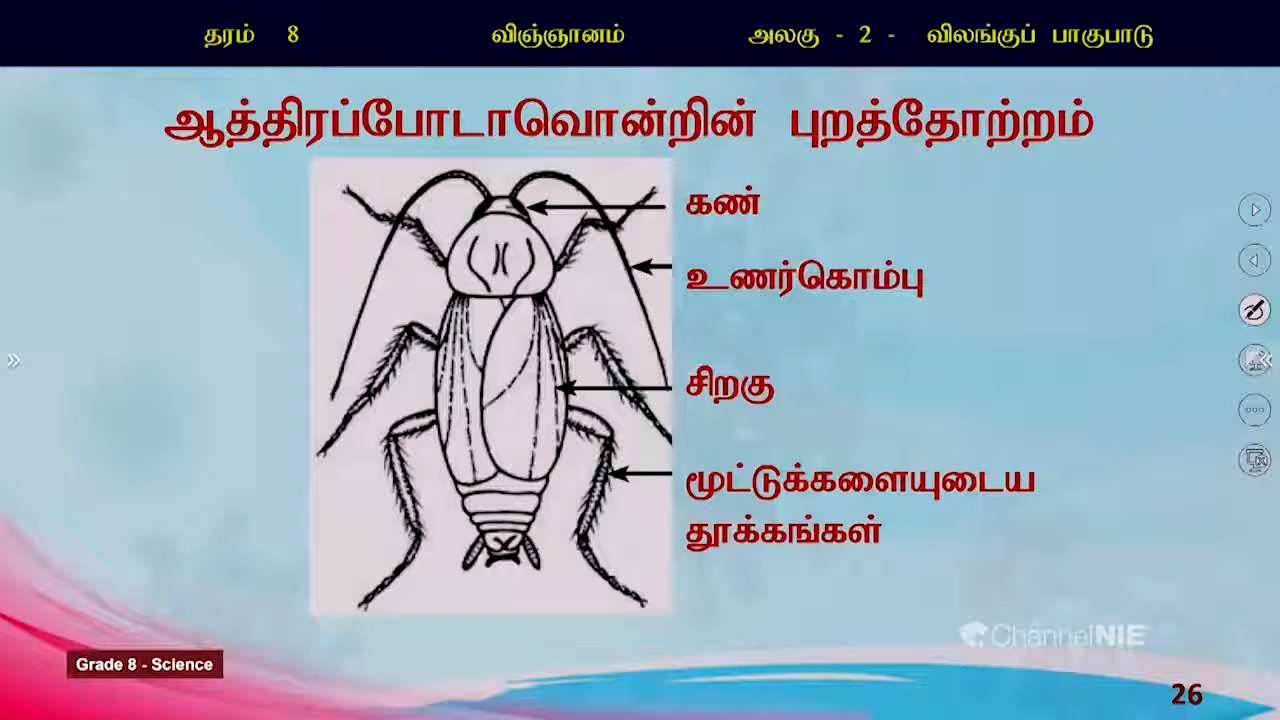 தரம் 8 விஞ்ஞானம் அலகு - 2 - விலங்குப் பாகுபாடு
ஆத்திரப்போடாவொன்றின் புறத்தோற்றம்
கண்
உணர்கொம்பு
சிறகு
மூட்டுக்களையுடைய
தூக்கங்கள்
ChannelNIE
Grade 8 - Science
26